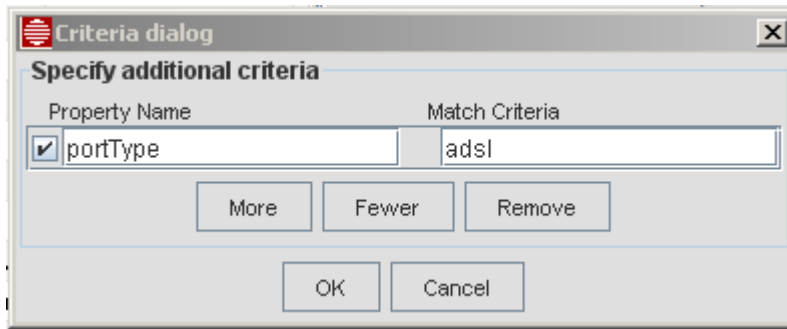 Criteria dialog
Specify additional criteria
Property Name Match Criteria
portType adsl
More Fewer Remove
OK Cancel